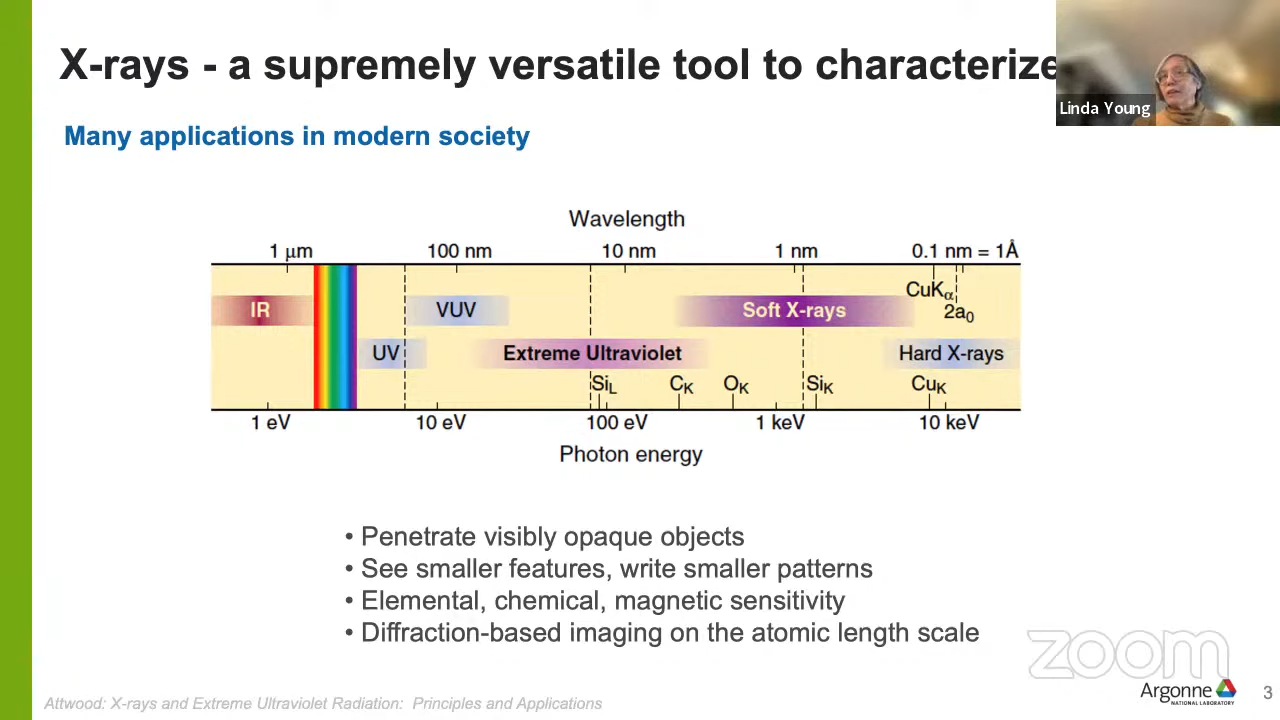 X-rays - a supremely versatile tool to characterize
Linda Young
Many applications in modern society
Wavelength
1 μm 100 nm 10 nm 1 nm 0.1 nm = 1Å
CuKα
IR VUV Soft X-rays 2a₀
UV Extreme Ultraviolet Hard X-rays
SiL CK OK SiK CuK
1 eV 10 eV 100 eV 1 keV 10 keV
Photon energy
• Penetrate visibly opaque objects
• See smaller features, write smaller patterns
• Elemental, chemical, magnetic sensitivity
• Diffraction-based imaging on the atomic length scale
zoom
Argonne
NATIONAL LABORATORY
3
Attwood: X-rays and Extreme Ultraviolet Radiation: Principles and Applications